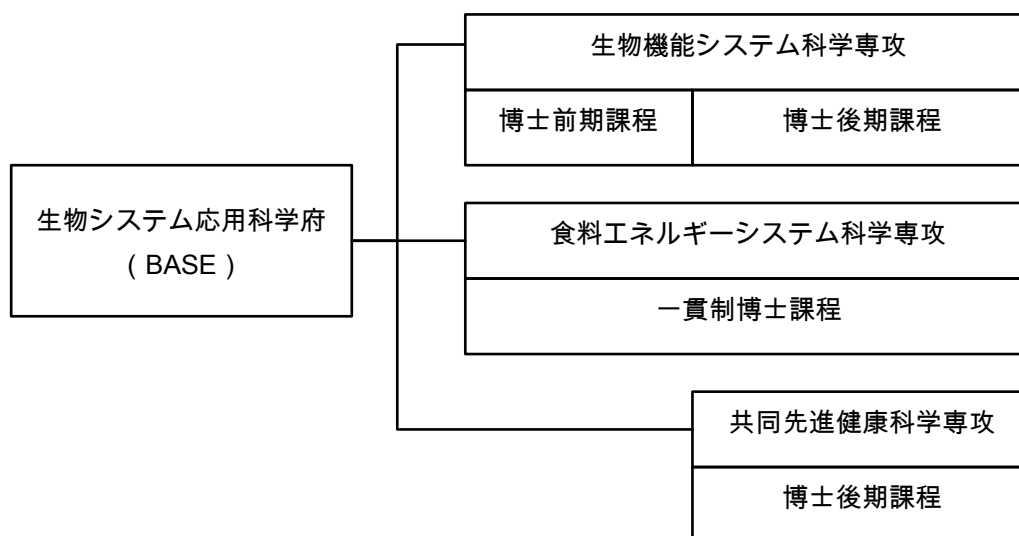 生物機能システム科学専攻
博士前期課程
博士後期課程
生物システム応用科学府
（BASE）
食料エネルギーシステム科学専攻
一貫制博士課程
共同先進健康科学専攻
博士後期課程